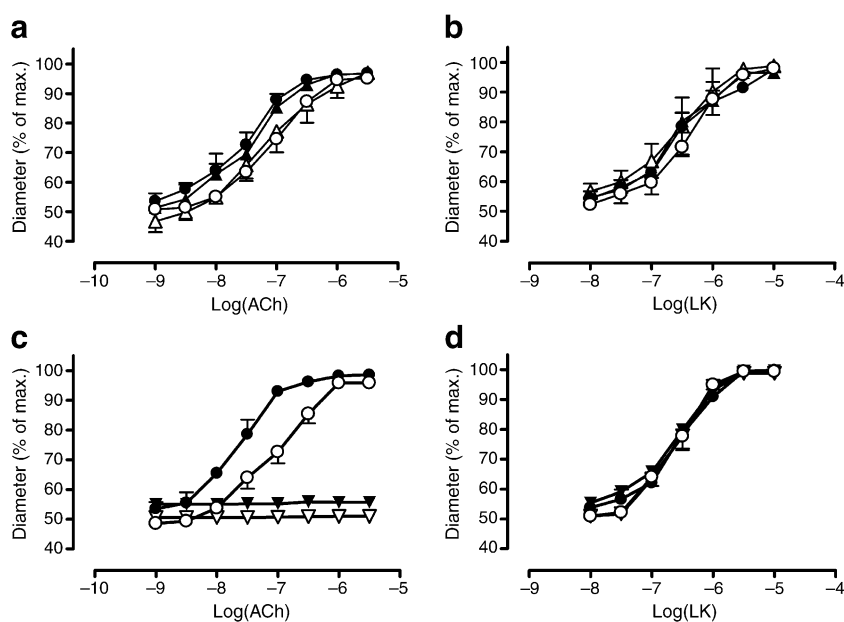 a
Diameter (% of max.)
100
90
80
70
60
50
40
–10 –9 –8 –7 –6 –5
Log(ACh)
b
Diameter (% of max.)
100
90
80
70
60
50
40
–9 –8 –7 –6 –5 –4
Log(LK)
c
Diameter (% of max.)
100
90
80
70
60
50
40
–10 –9 –8 –7 –6 –5
Log(ACh)
d
Diameter (% of max.)
100
90
80
70
60
50
40
–9 –8 –7 –6 –5 –4
Log(LK)